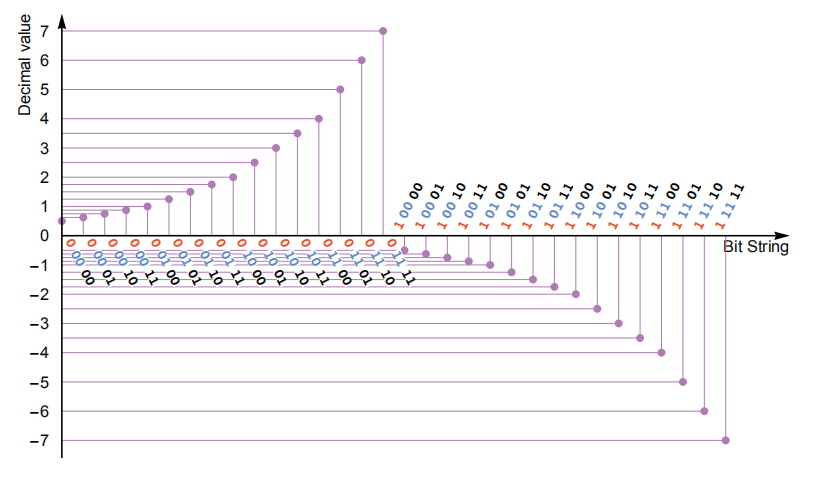 Decimal value
7
6
5
4
3
2
1
0
−1
−2
−3
−4
−5
−6
−7
1 00 00
1 00 01
1 00 10
1 00 11
1 01 00
1 01 01
1 01 10
1 01 11
1 10 00
1 10 01
1 10 10
1 10 11
1 11 00
1 11 01
1 11 10
1 11 11
Bit String
0 00 00
0 00 01
0 00 10
0 00 11
0 01 00
0 01 01
0 01 10
0 01 11
0 10 00
0 10 01
0 10 10
0 10 11
0 11 00
0 11 01
0 11 10
0 11 11